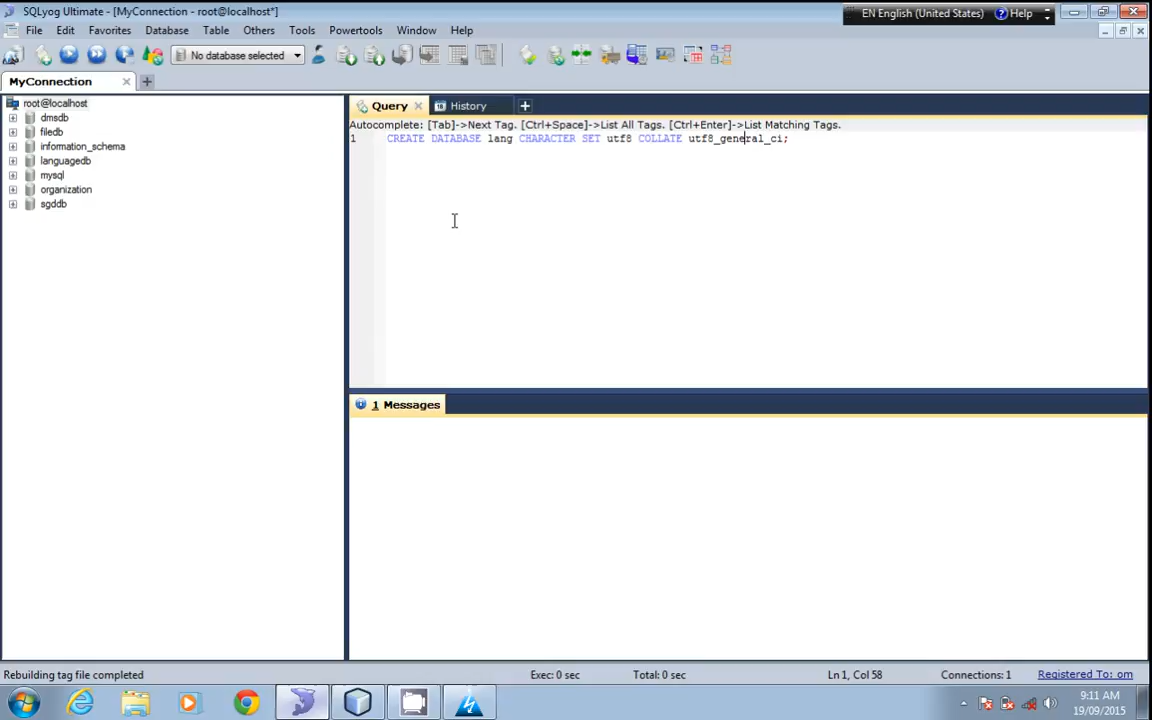 SQLyog Ultimate - [MyConnection - root@localhost*]
EN English (United States) Help
File Edit Favorites Database Table Others Tools Powertools Window Help
No database selected
MyConnection
root@localhost
dmsdb
filedb
information_schema
languagedb
mysql
organization
sgddb
Query History
Autocomplete: [Tab]->Next Tag. [Ctrl+Space]->List All Tags. [Ctrl+Enter]->List Matching Tags.
1 CREATE DATABASE lang CHARACTER SET utf8 COLLATE utf8_general_ci;
1 Messages
Rebuilding tag file completed Exec: 0 sec Total: 0 sec Ln 1, Col 58 Connections: 1 Registered To: om
9:11 AM
19/09/2015